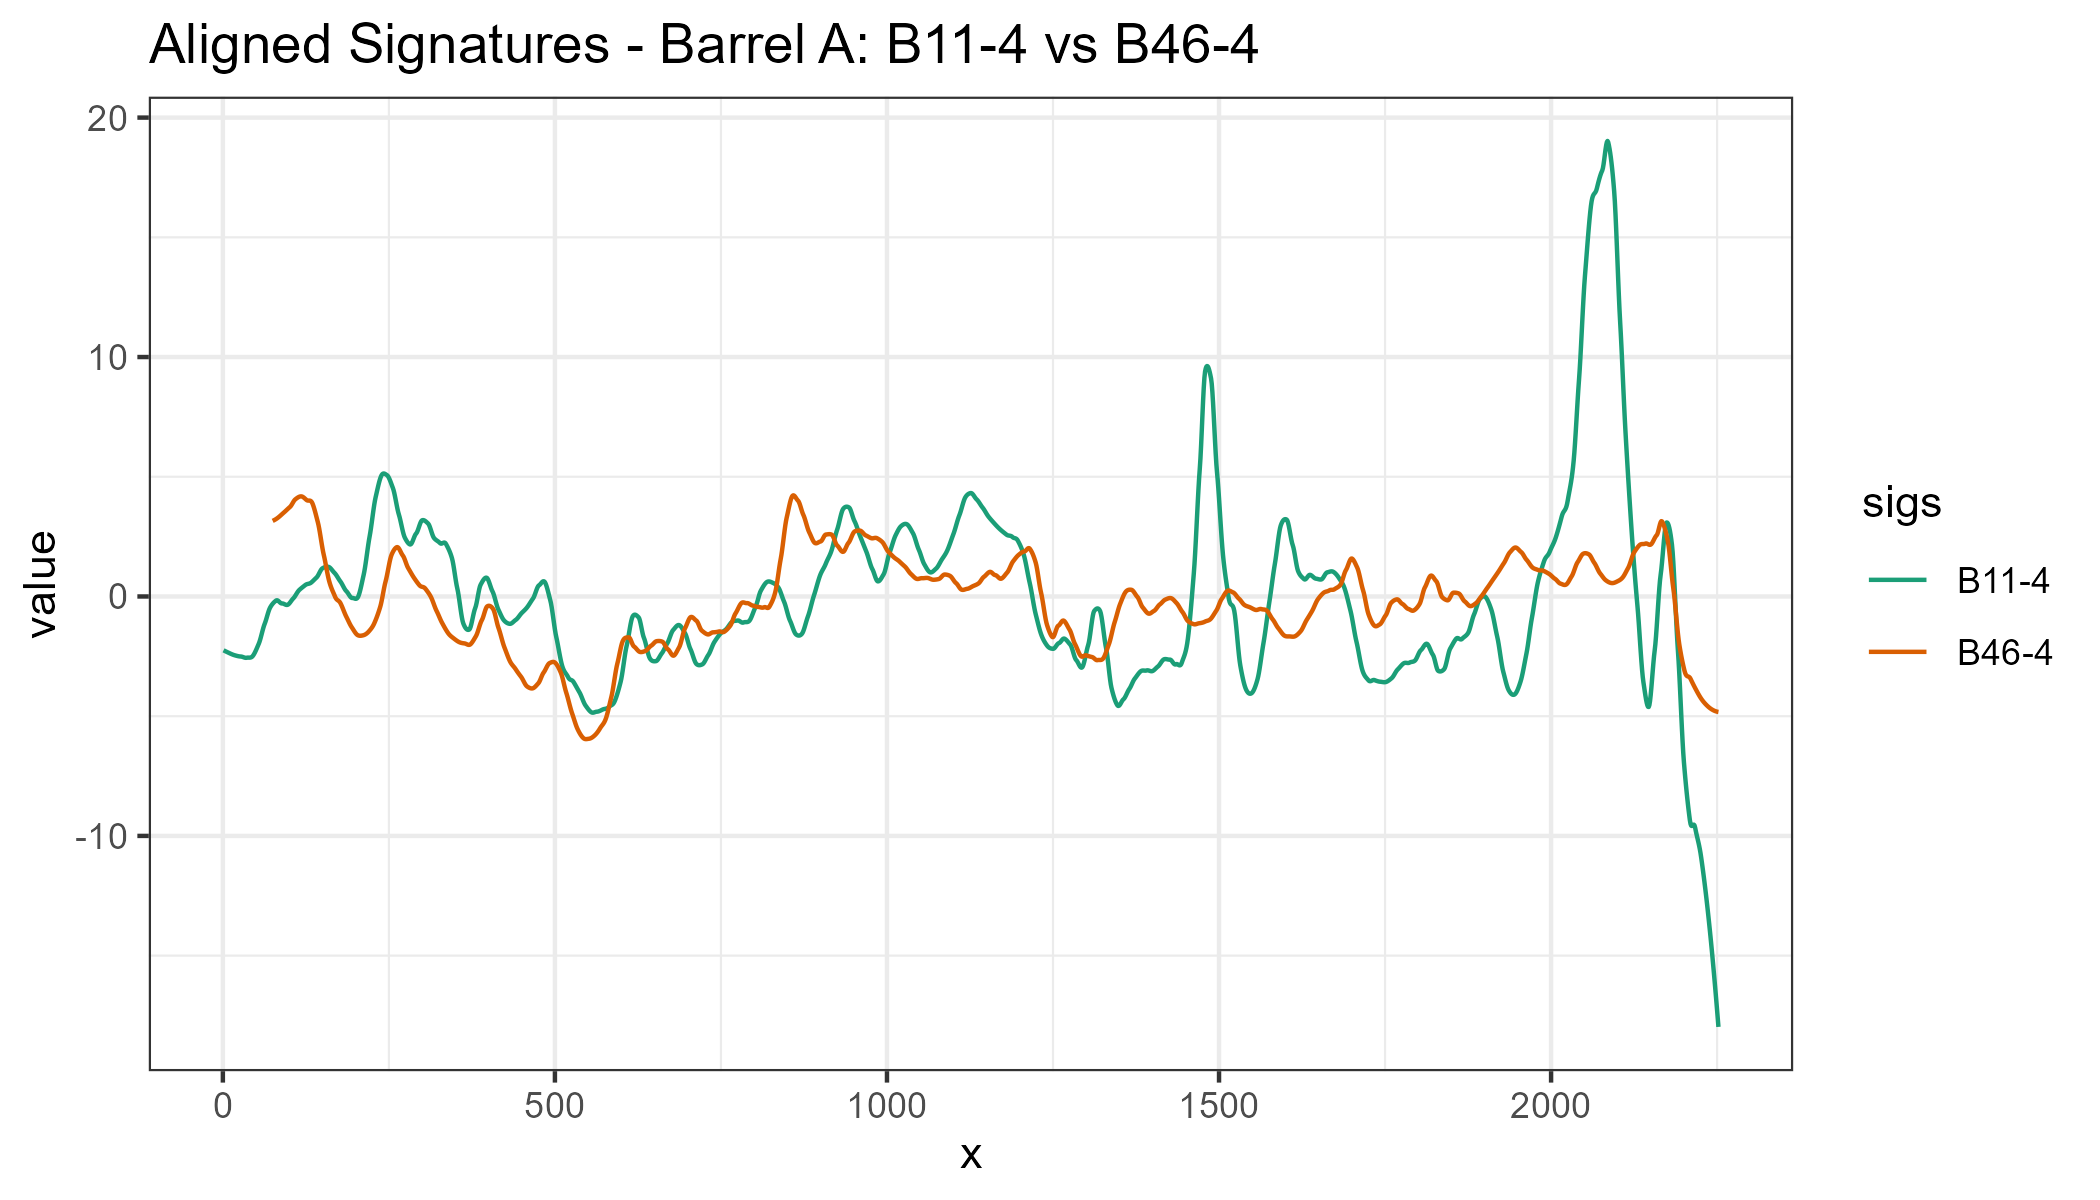 Aligned Signatures - Barrel A: B11-4 vs B46-4
20
10
0
-10
value
0 500 1000 1500 2000
x
sigs
B11-4
B46-4